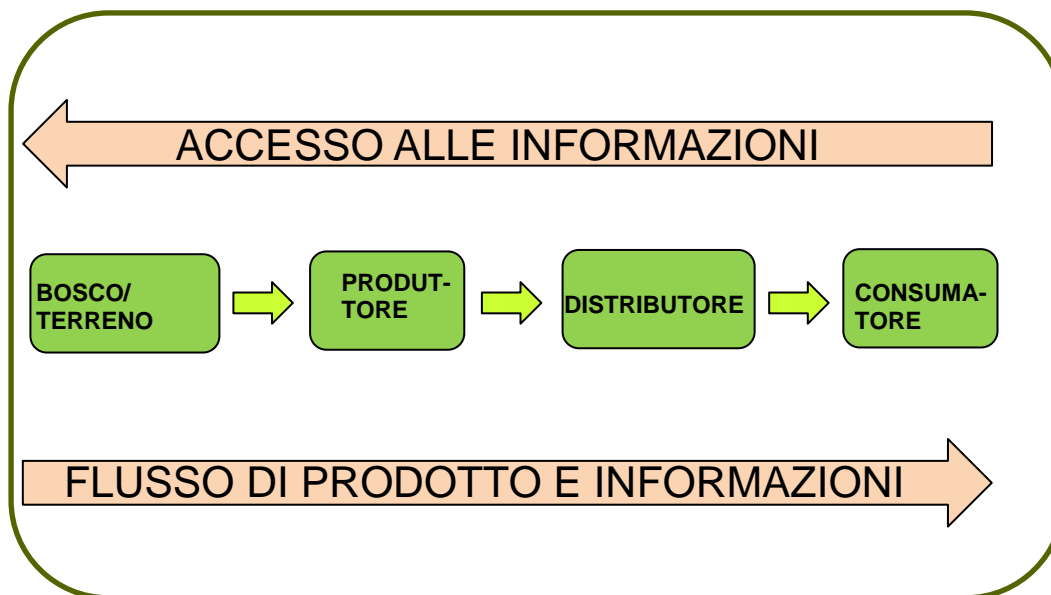 ACCESSO ALLE INFORMAZIONI
BOSCO/
TERRENO
PRODUT-
TORE
DISTRIBUTORE
CONSUMA-
TORE
FLUSSO DI PRODOTTO E INFORMAZIONI